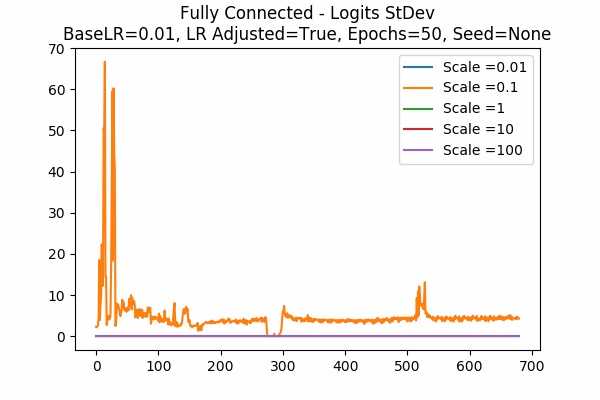 Fully Connected - Logits StDev
BaseLR=0.01, LR Adjusted=True, Epochs=50, Seed=None
70
60
50
40
30
20
10
0
Scale =0.01
Scale =0.1
Scale =1
Scale =10
Scale =100
0 100 200 300 400 500 600 700